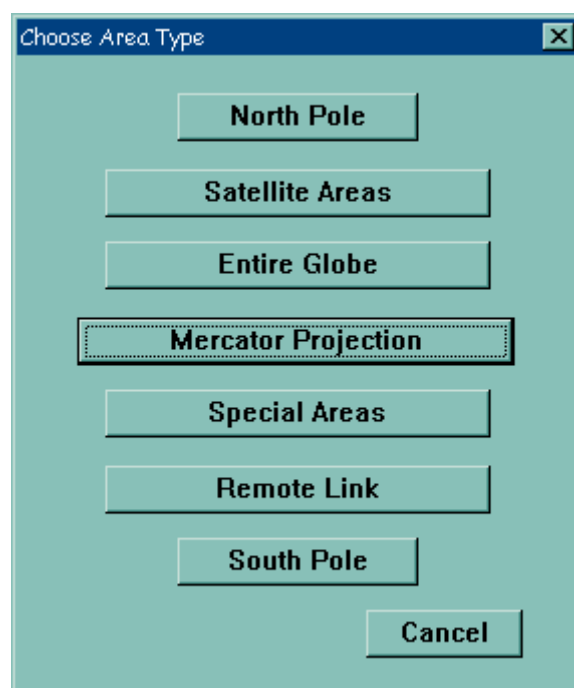 Choose Area Type
North Pole
Satellite Areas
Entire Globe
Mercator Projection
Special Areas
Remote Link
South Pole
Cancel